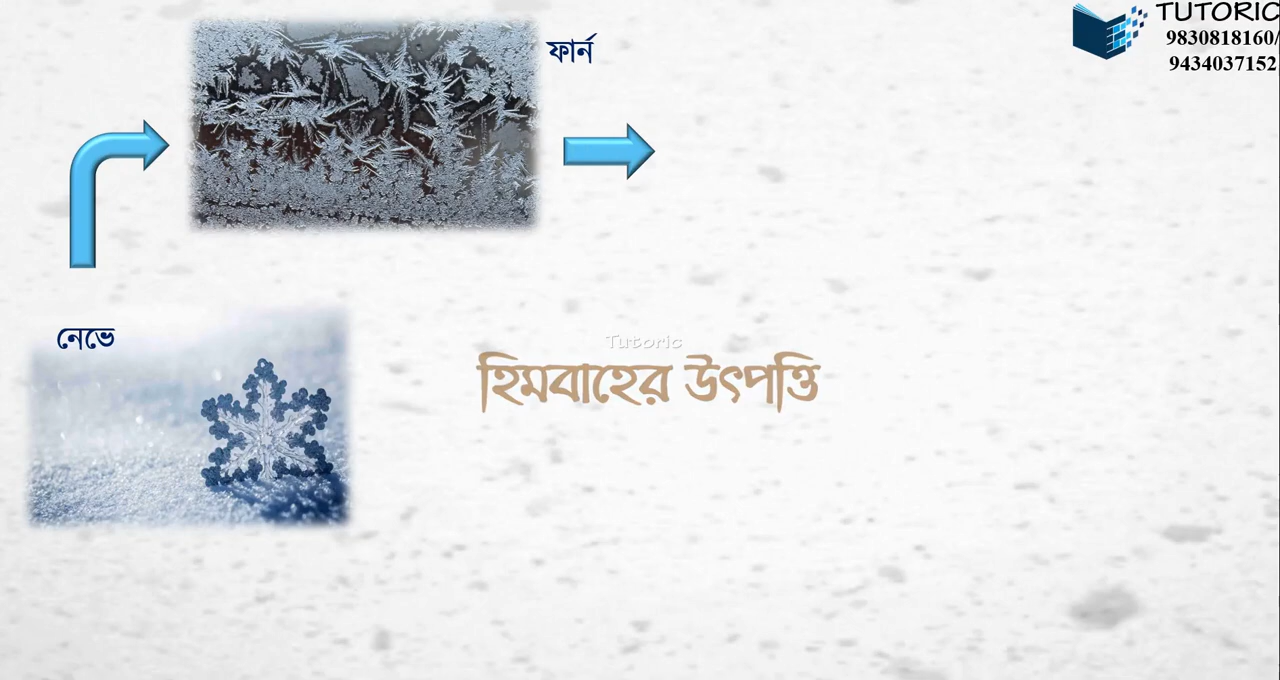 TUTORIC
9830818160/
9434037152
ফার্ন
নেভে
Tutoric
হিমবাহের উৎপত্তি